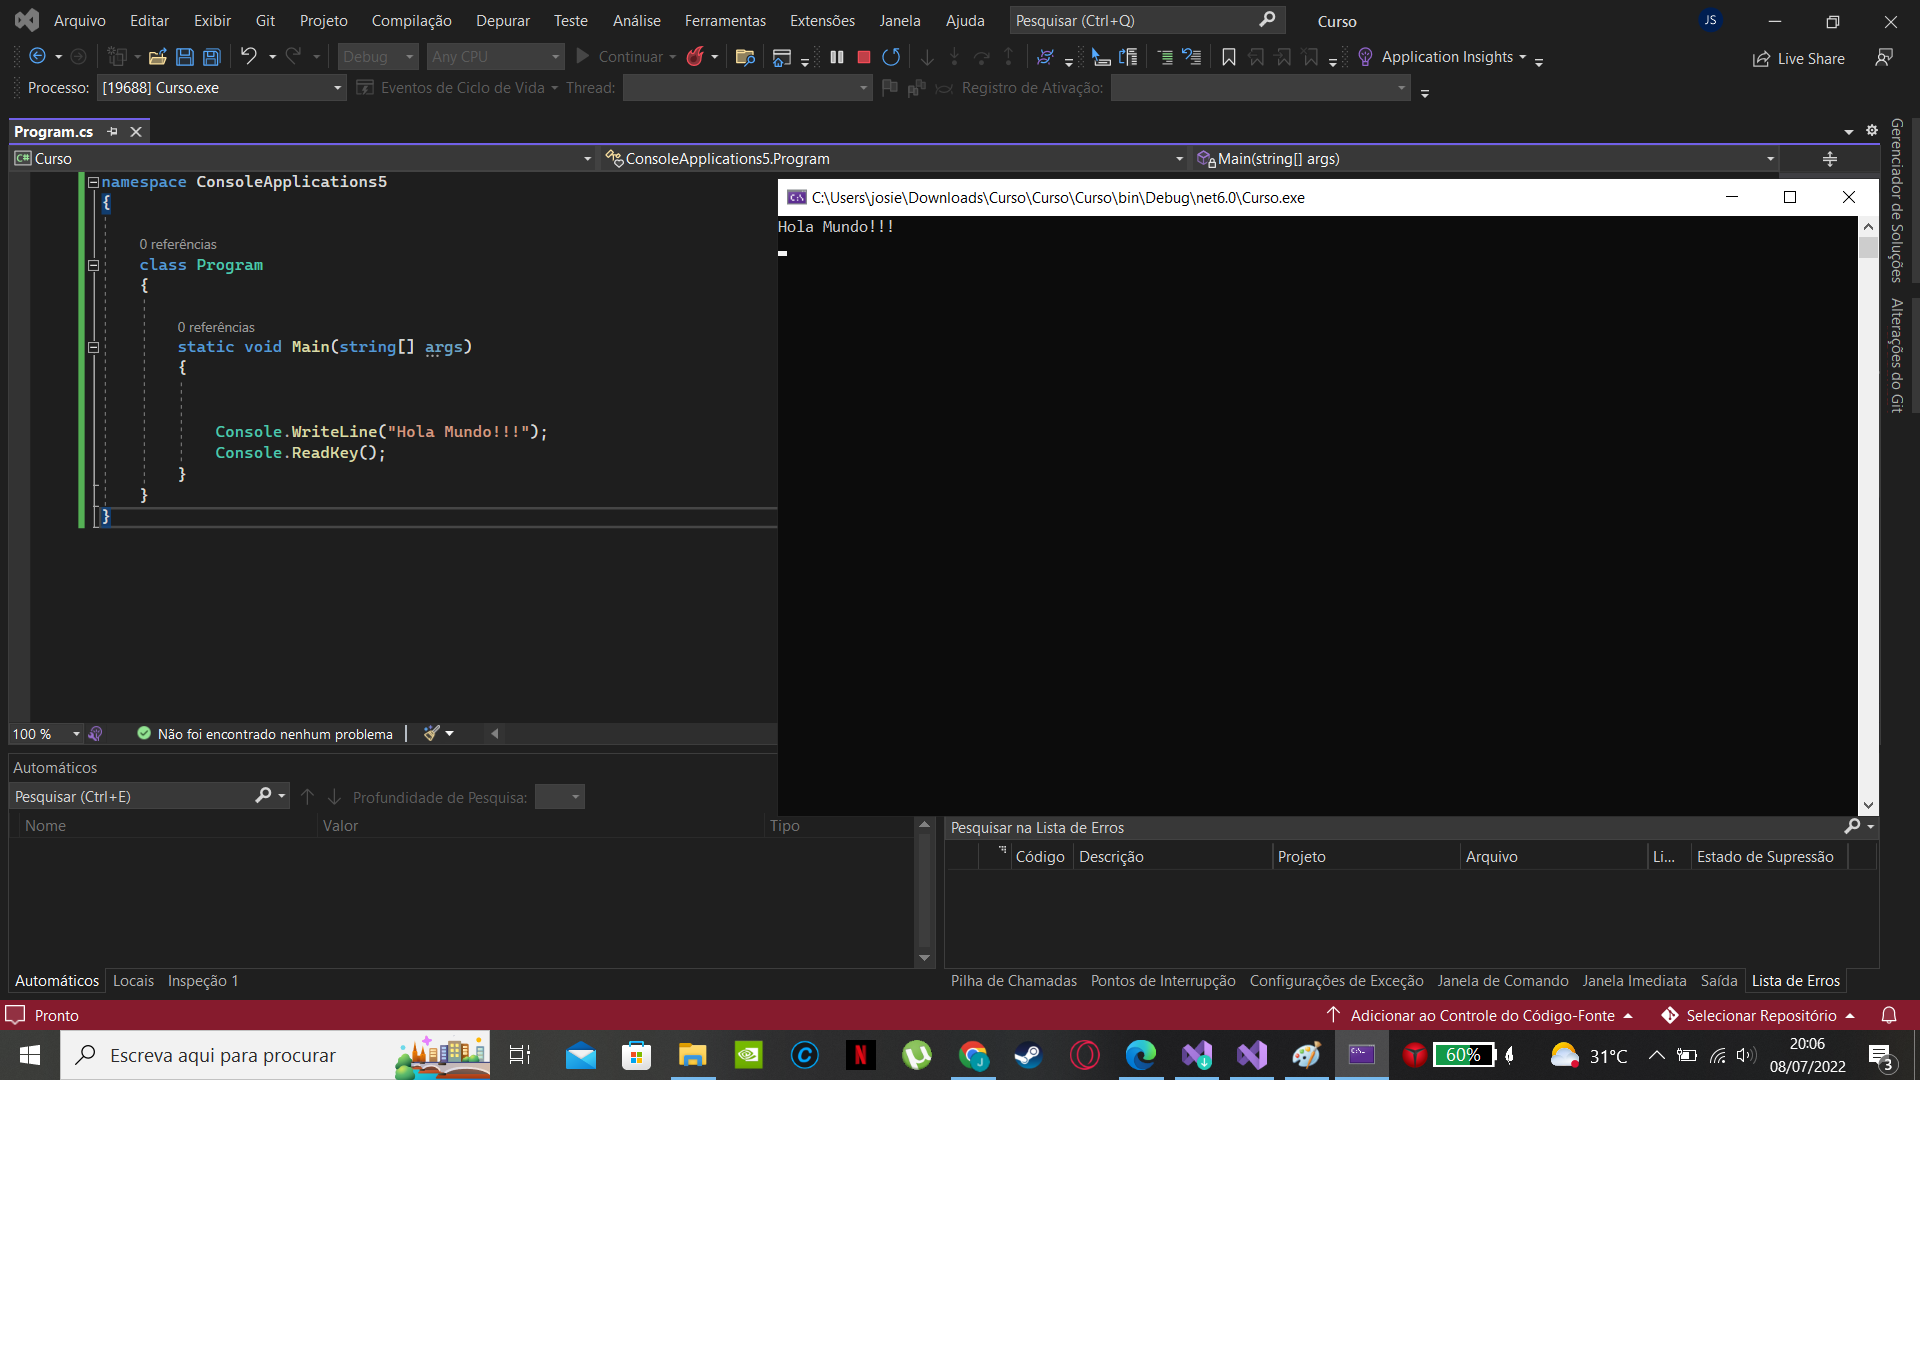 Arquivo Editar Exibir Git Projeto Compilação Depurar Teste Análise Ferramentas Extensões Janela Ajuda Pesquisar (Ctrl+Q) Curso JS
Debug Any CPU Continuar Application Insights Live Share
Processo: [19688] Curso.exe Eventos de Ciclo de Vida Thread: Registro de Ativação:
Program.cs
C# Curso ConsoleApplications5.Program Main(string[] args)
namespace ConsoleApplications5
{
0 referências
class Program
{
0 referências
static void Main(string[] args)
{
Console.WriteLine("Hola Mundo!!!");
Console.ReadKey();
}
}
}
C:\Users\josie\Downloads\Curso\Curso\Curso\bin\Debug\net6.0\Curso.exe
Hola Mundo!!!
Gerenciador de Soluções
Alterações do Git
100 % Não foi encontrado nenhum problema
Automáticos
Pesquisar (Ctrl+E) Profundidade de Pesquisa:
Nome Valor Tipo
Pesquisar na Lista de Erros
Código Descrição Projeto Arquivo Li... Estado de Supressão
Automáticos Locais Inspeção 1
Pilha de Chamadas Pontos de Interrupção Configurações de Exceção Janela de Comando Janela Imediata Saída Lista de Erros
Pronto Adicionar ao Controle do Código-Fonte Selecionar Repositório
Escreva aqui para procurar
60% 31°C
20:06
08/07/2022
3